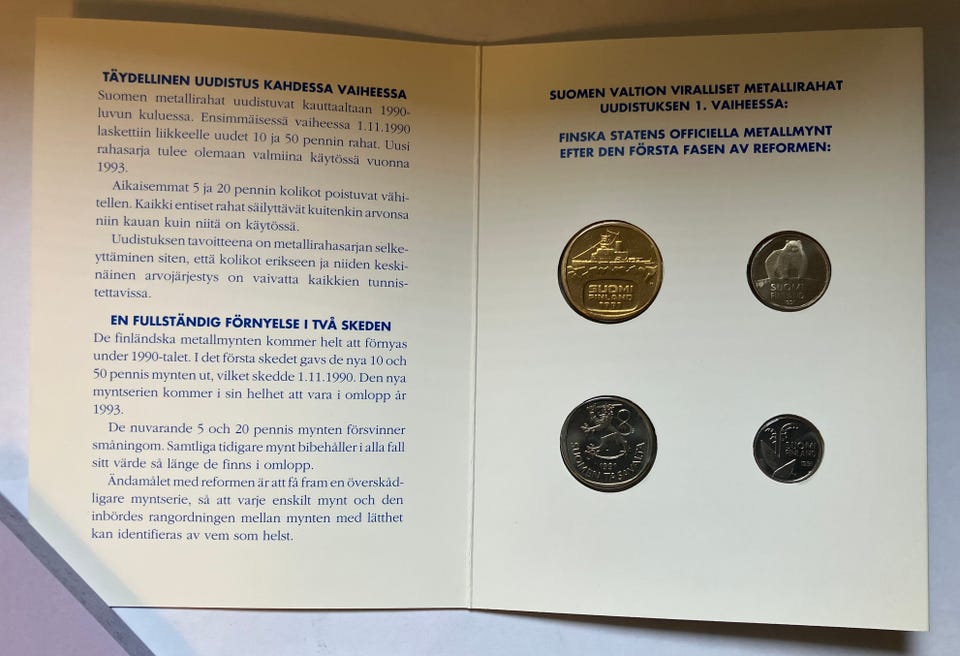 TÄYDELLINEN UUDISTUS KAHDESSA VAIHEESSA
Suomen metallirahat uudistuvat kauttaaltaan 1990-
luvun kuluessa. Ensimmäisessä vaiheessa 1.11.1990
laskettiin liikkeelle uudet 10 ja 50 pennin rahat. Uusi
rahasarja tulee olemaan valmiina käytössä vuonna
1993.
Aikaisemmat 5 ja 20 pennin kolikot poistuvat vähi-
tellen. Kaikki entiset rahat säilyttävät kuitenkin arvonsa
niin kauan kuin niitä on käytössä.
Uudistuksen tavoitteena on metallirahasarjan selke-
yttäminen siten, että kolikot erikseen ja niiden keski-
näinen arvojärjestys on vaivatta kaikkien tunnis-
tettavissa.
EN FULLSTÄNDIG FÖRNYELSE I TVÅ SKEDEN
De finländska metallmynten kommer helt att förnyas
under 1990-talet. I det första skedet gavs de nya 10 och
50 pennis mynten ut, vilket skedde 1.11.1990. Den nya
myntserien kommer i sin helhet att vara i omlopp år
1993.
De nuvarande 5 och 20 pennis mynten försvinner
småningom. Samtliga tidigare mynt bibehåller i alla fall
sitt värde så länge de finns i omlopp.
Ändamålet med reformen är att få fram en överskåd-
ligare myntserie, så att varje enskilt mynt och den
inbördes rangordningen mellan mynten med lätthet
kan identifieras av vem som helst.
SUOMEN VALTION VIRALLISET METALLIRAHAT
UUDISTUKSEN 1. VAIHEESSA:
FINSKA STATENS OFFICIELLA METALLMYNT
EFTER DEN FÖRSTA FASEN AV REFORMEN:
SUOMI
FINLAND
1991
SUOMI
FINLAND
1991
SUOMEN TASAVALTA
SUOMI
FINLAND
1991